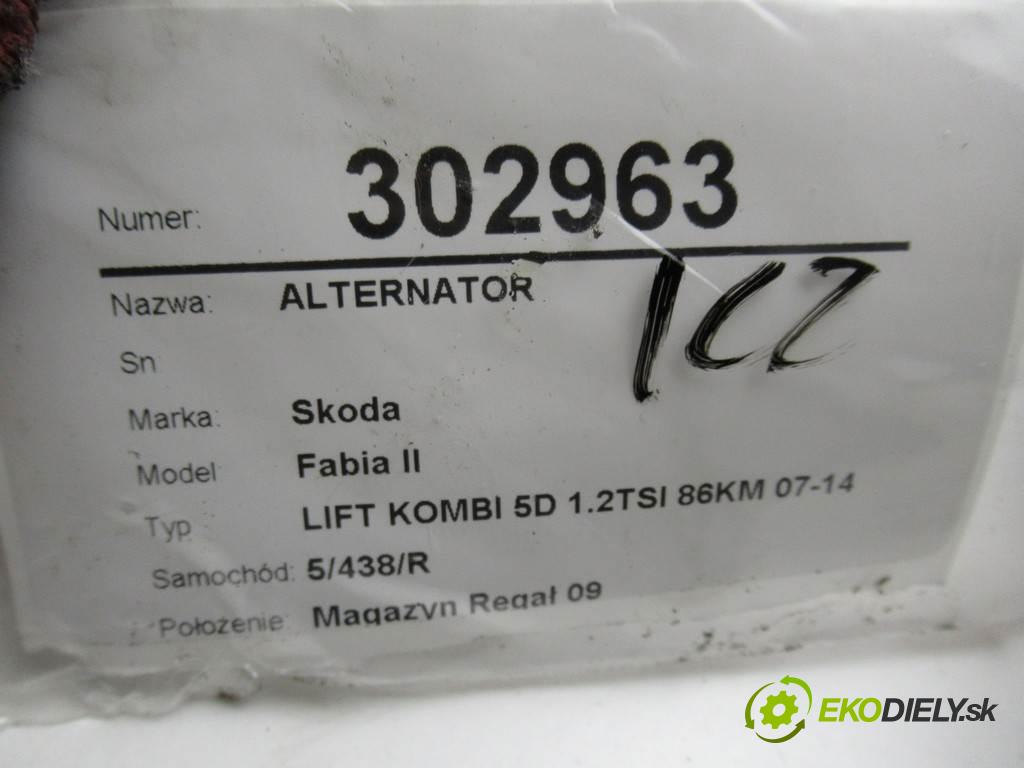 Numer: 302963
Nazwa: ALTERNATOR
Sn
Marka: Skoda
Model Fabia II
Typ LIFT KOMBI 5D 1.2TSI 86KM 07-14
Samochód: 5/438/R
Położenie: Magazyn Regał 09
EKODIELY.sk